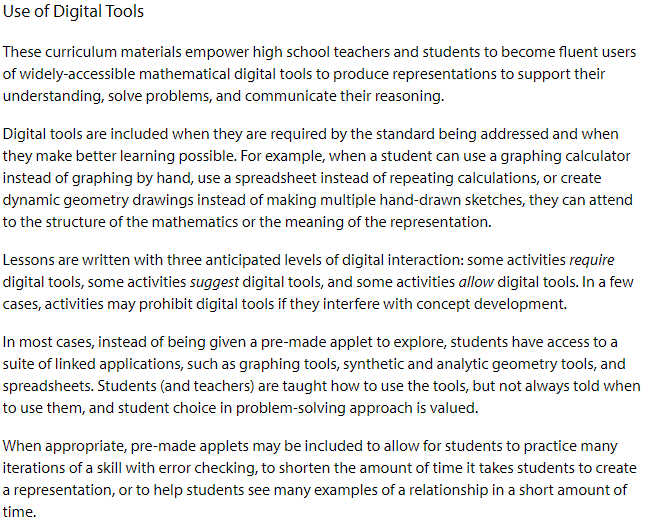 Use of Digital Tools
These curriculum materials empower high school teachers and students to become fluent users
of widely-accessible mathematical digital tools to produce representations to support their
understanding, solve problems, and communicate their reasoning.
Digital tools are included when they are required by the standard being addressed and when
they make better learning possible. For example, when a student can use a graphing calculator
instead of graphing by hand, use a spreadsheet instead of repeating calculations, or create
dynamic geometry drawings instead of making multiple hand-drawn sketches, they can attend
to the structure of the mathematics or the meaning of the representation.
Lessons are written with three anticipated levels of digital interaction: some activities require
digital tools, some activities suggest digital tools, and some activities allow digital tools. In a few
cases, activities may prohibit digital tools if they interfere with concept development.
In most cases, instead of being given a pre-made applet to explore, students have access to a
suite of linked applications, such as graphing tools, synthetic and analytic geometry tools, and
spreadsheets. Students (and teachers) are taught how to use the tools, but not always told when
to use them, and student choice in problem-solving approach is valued.
When appropriate, pre-made applets may be included to allow for students to practice many
iterations of a skill with error checking, to shorten the amount of time it takes students to create
a representation, or to help students see many examples of a relationship in a short amount of
time.